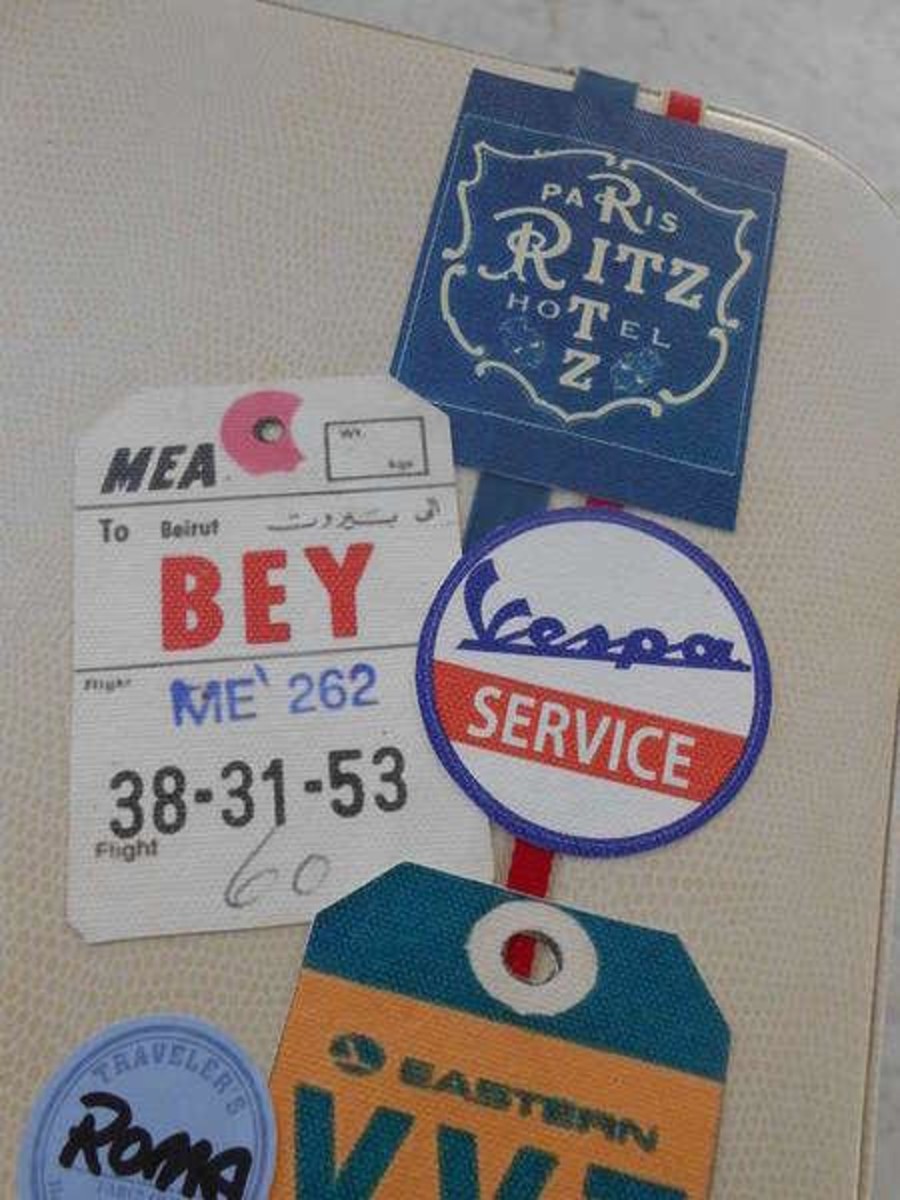 PARIS
RITZ
HOTEL
T
Z
MEA
Wt.
Kgs
To Beirut الى بيروت
BEY
Flight
ME 262
38-31-53
Flight
60
Vespa
SERVICE
EASTERN
TRAVELER'S
ROMA